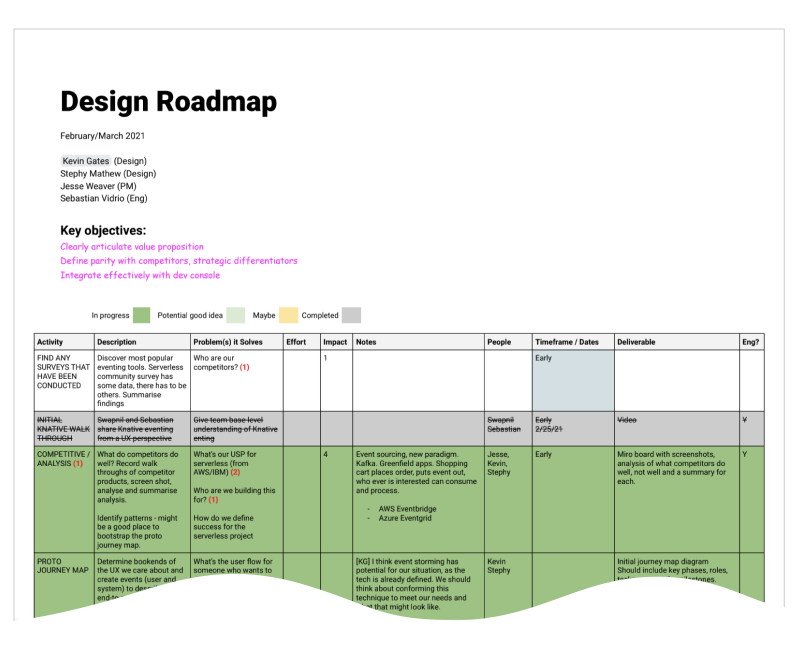 Design Roadmap
February/March 2021
Kevin Gates (Design)
Stephy Mathew (Design)
Jesse Weaver (PM)
Sebastian Vidrio (Eng)
Key objectives:
Clearly articulate value proposition
Define parity with competitors, strategic differentiators
Integrate effectively with dev console
In progress Potential good idea Maybe Completed
Activity Description Problem(s) it Solves Effort Impact Notes People Timeframe / Dates Deliverable Eng?
FIND ANY
SURVEYS THAT
HAVE BEEN
CONDUCTED
Discover most popular
eventing tools. Serverless
community survey has
some data, there has to be
others. Summarise
findings
Who are our
competitors? (1)
1
Early
INITIAL
KNATIVE WALK
THROUGH
Swapnil and Sebastian
share Knative eventing
from a UX perspective
Give team base level
understanding of Knative
enting
Swapnil
Sebastian
Early
2/25/21
Video
Y
COMPETITIVE /
ANALYSIS (1)
What do competitors do
well? Record walk
throughs of competitor
products, screen shot,
analyse and summarise
analysis.
Identify patterns - might
be a good place to
bootstrap the proto
journey map.
What's our USP for
serverless (from
AWS/IBM) (2)
Who are we building this
for? (1)
How do we define
success for the
serverless project
4
Event sourcing, new paradigm.
Kafka. Greenfield apps. Shopping
cart places order, puts event out,
who ever is interested can consume
and process.
- AWS Eventbridge
- Azure Eventgrid
Jesse,
Kevin,
Stephy
Early
Miro board with screenshots,
analysis of what competitors do
well, not well and a summary for
each.
Y
PROTO
JOURNEY MAP
Determine bookends of
the UX we care about and
create events (user and
system) to
What's the user flow for
someone who wants to
[KG] I think event storming has
potential for our situation, as the
tech is already defined. We should
think about conforming this
technique to meet our needs and
that might look like.
Kevin
Stephy
Initial journey map diagram
Should include key phases, roles,